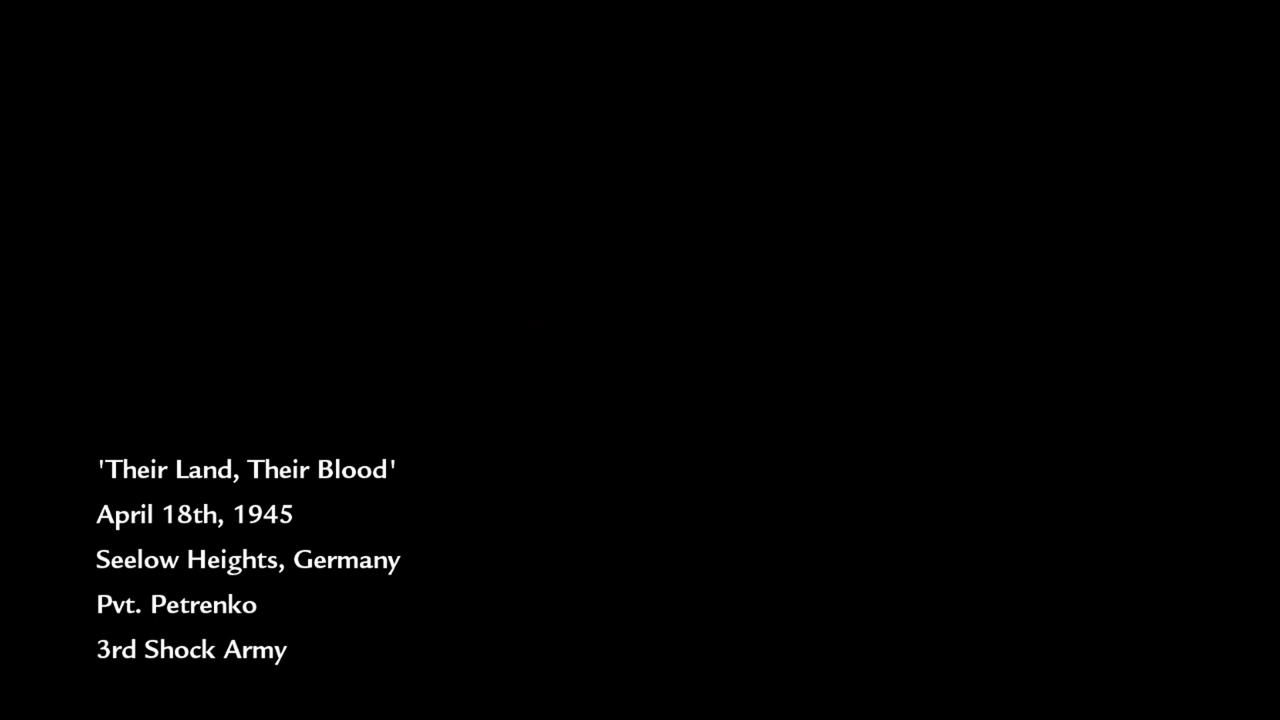 'Their Land, Their Blood'
April 18th, 1945
Seelow Heights, Germany
Pvt. Petrenko
3rd Shock Army